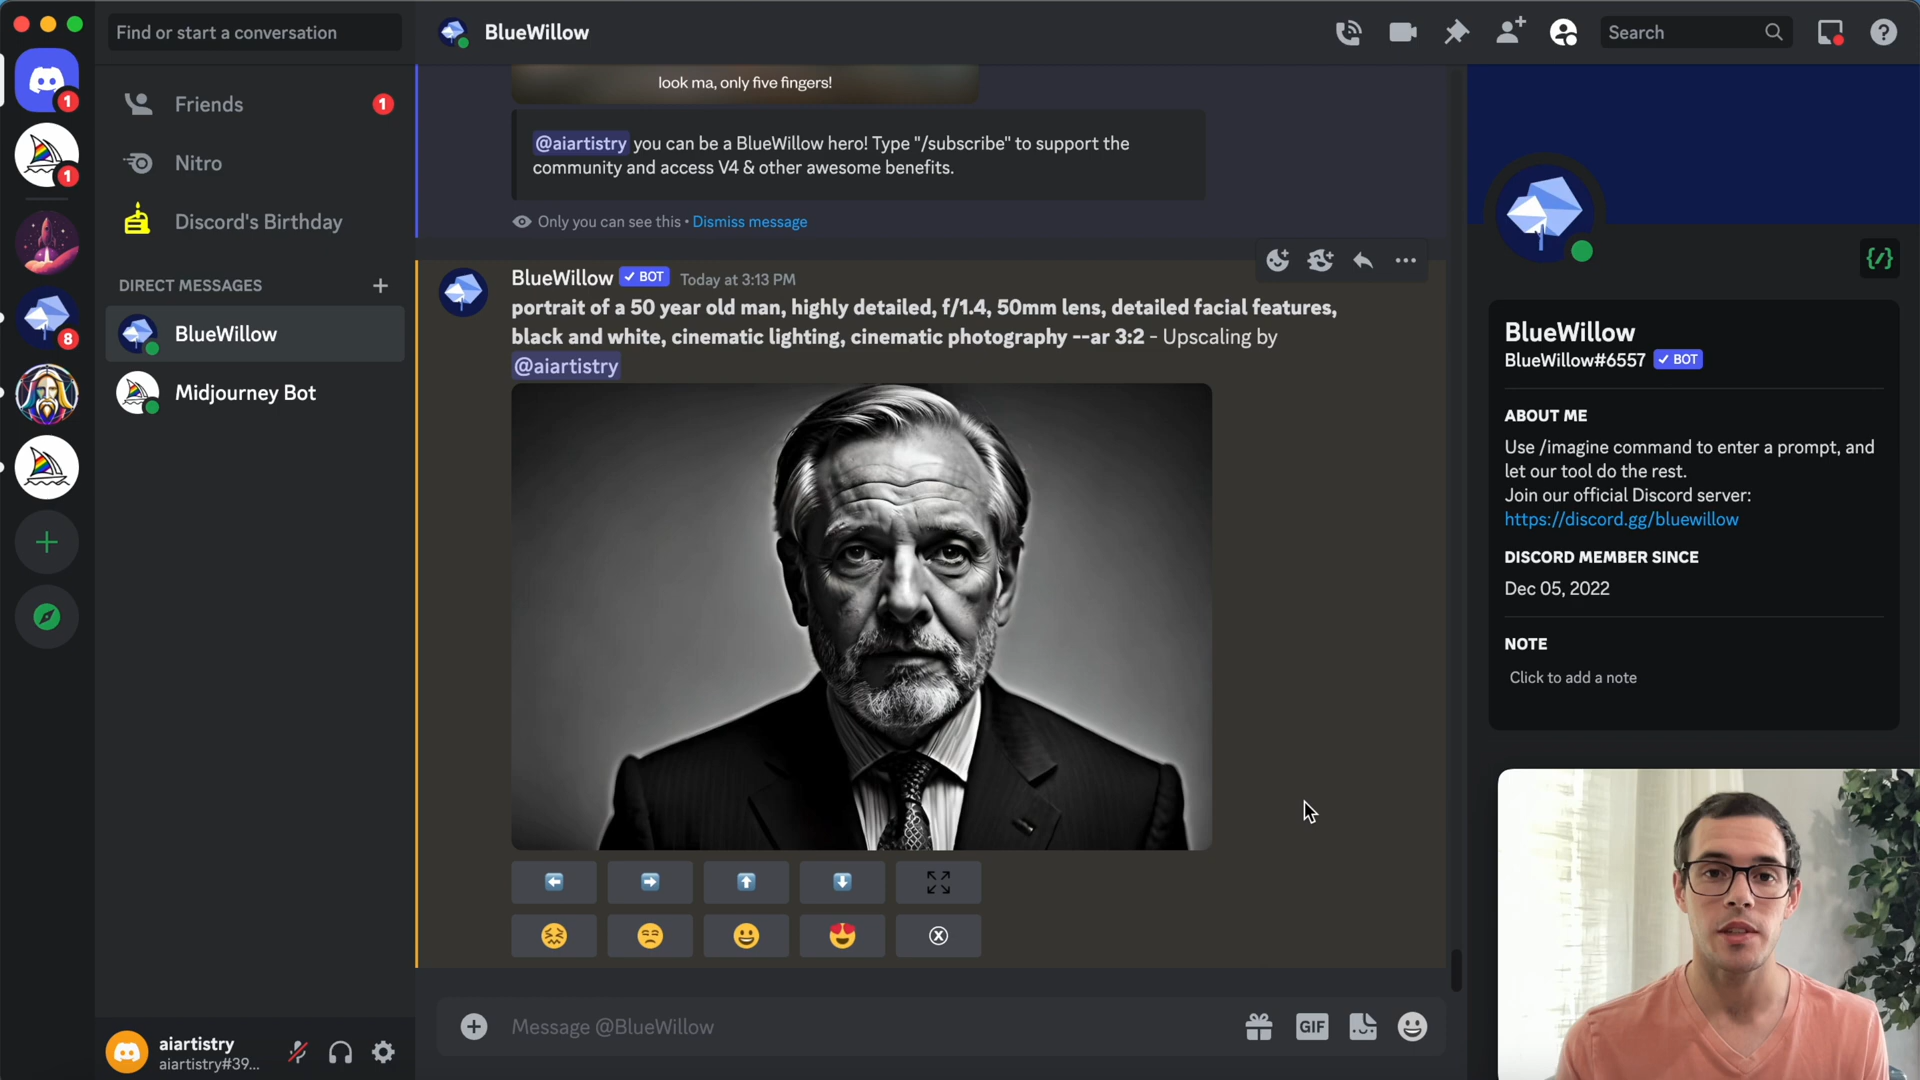 Find or start a conversation
BlueWillow
Search
1
Friends
1
1
Nitro
Discord's Birthday
DIRECT MESSAGES
8
BlueWillow
Midjourney Bot
look ma, only five fingers!
@aiartistry you can be a BlueWillow hero! Type "/subscribe" to support the
community and access V4 & other awesome benefits.
Only you can see this • Dismiss message
BlueWillow BOT Today at 3:13 PM
portrait of a 50 year old man, highly detailed, f/1.4, 50mm lens, detailed facial features,
black and white, cinematic lighting, cinematic photography --ar 3:2 - Upscaling by
@aiartistry
Message @BlueWillow
GIF
aiartistry
aiartistry#39...
BlueWillow
BlueWillow#6557 BOT
ABOUT ME
Use /imagine command to enter a prompt, and
let our tool do the rest.
Join our official Discord server:
https://discord.gg/bluewillow
DISCORD MEMBER SINCE
Dec 05, 2022
NOTE
Click to add a note